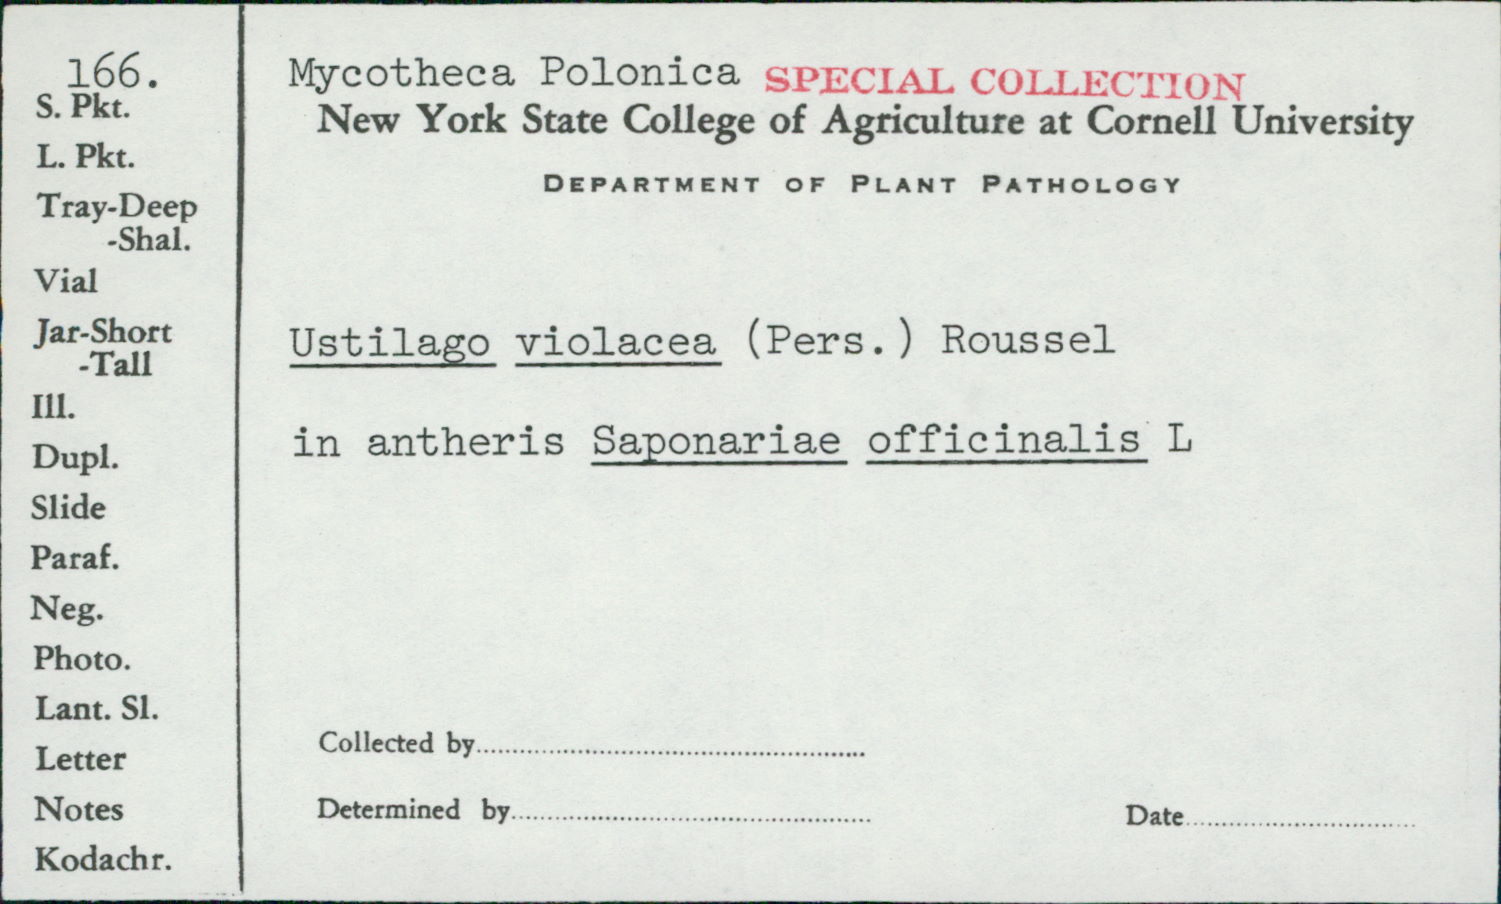 166.
S. Pkt.
L. Pkt.
Tray-Deep
-Shal.
Vial
Jar-Short
-Tall
Ill.
Dupl.
Slide
Paraf.
Neg.
Photo.
Lant. Sl.
Letter
Notes
Kodachr.
Mycotheca Polonica SPECIAL COLLECTION
New York State College of Agriculture at Cornell University
DEPARTMENT OF PLANT PATHOLOGY
Ustilago violacea (Pers.) Roussel
in antheris Saponariae officinalis L
Collected by
Determined by
Date